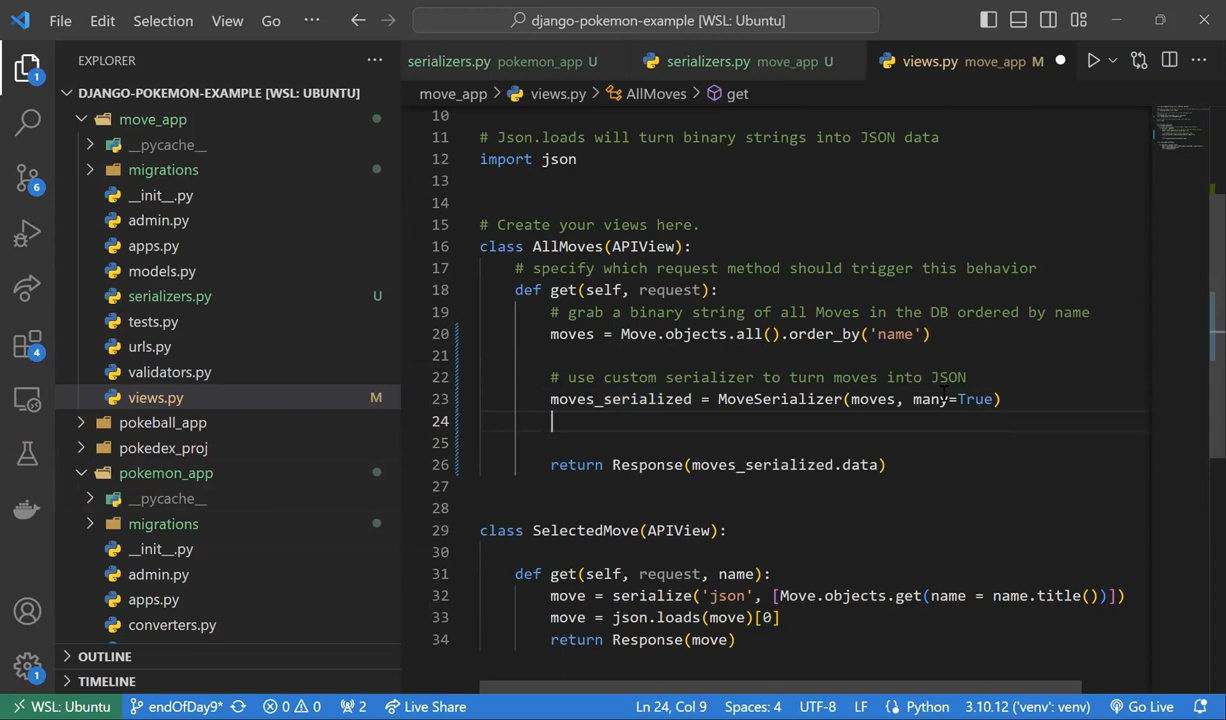 File Edit Selection View Go ··· django-pokemon-example [WSL: Ubuntu]
EXPLORER ···
serializers.py pokemon_app U
serializers.py move_app U
views.py move_app M
DJANGO-POKEMON-EXAMPLE [WSL: UBUNTU]
move_app > views.py > AllMoves > get
move_app
__pycache__
migrations
__init__.py
admin.py
apps.py
models.py
serializers.py U
tests.py
urls.py
validators.py
views.py M
pokeball_app
pokedex_proj
pokemon_app
__pycache__
migrations
__init__.py
admin.py
apps.py
converters.py
OUTLINE
TIMELINE
1
6
4
1
10
11 # Json.loads will turn binary strings into JSON data
12 import json
13
14
15 # Create your views here.
16 class AllMoves(APIView):
17 # specify which request method should trigger this behavior
18 def get(self, request):
19 # grab a binary string of all Moves in the DB ordered by name
20 moves = Move.objects.all().order_by('name')
21
22 # use custom serializer to turn moves into JSON
23 moves_serialized = MoveSerializer(moves, many=True)
24
25
26 return Response(moves_serialized.data)
27
28
29 class SelectedMove(APIView):
30
31 def get(self, request, name):
32 move = serialize('json', [Move.objects.get(name = name.title())])
33 move = json.loads(move)[0]
34 return Response(move)
WSL: Ubuntu endOfDay9* 0 0 2 Live Share Ln 24, Col 9 Spaces: 4 UTF-8 LF Python 3.10.12 ('venv': venv) Go Live